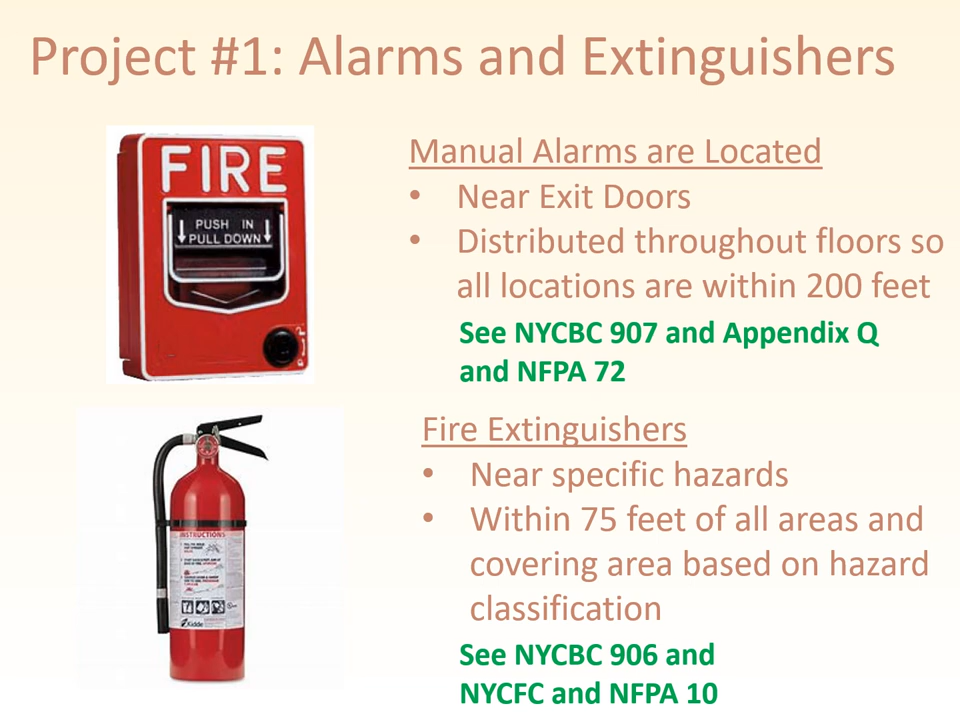 Project #1: Alarms and Extinguishers
FIRE
PUSH IN
PULL DOWN
Manual Alarms are Located
• Near Exit Doors
• Distributed throughout floors so
all locations are within 200 feet
See NYCBC 907 and Appendix Q
and NFPA 72
INSTRUCTIONS
Kidde
Fire Extinguishers
• Near specific hazards
• Within 75 feet of all areas and
covering area based on hazard
classification
See NYCBC 906 and
NYCFC and NFPA 10